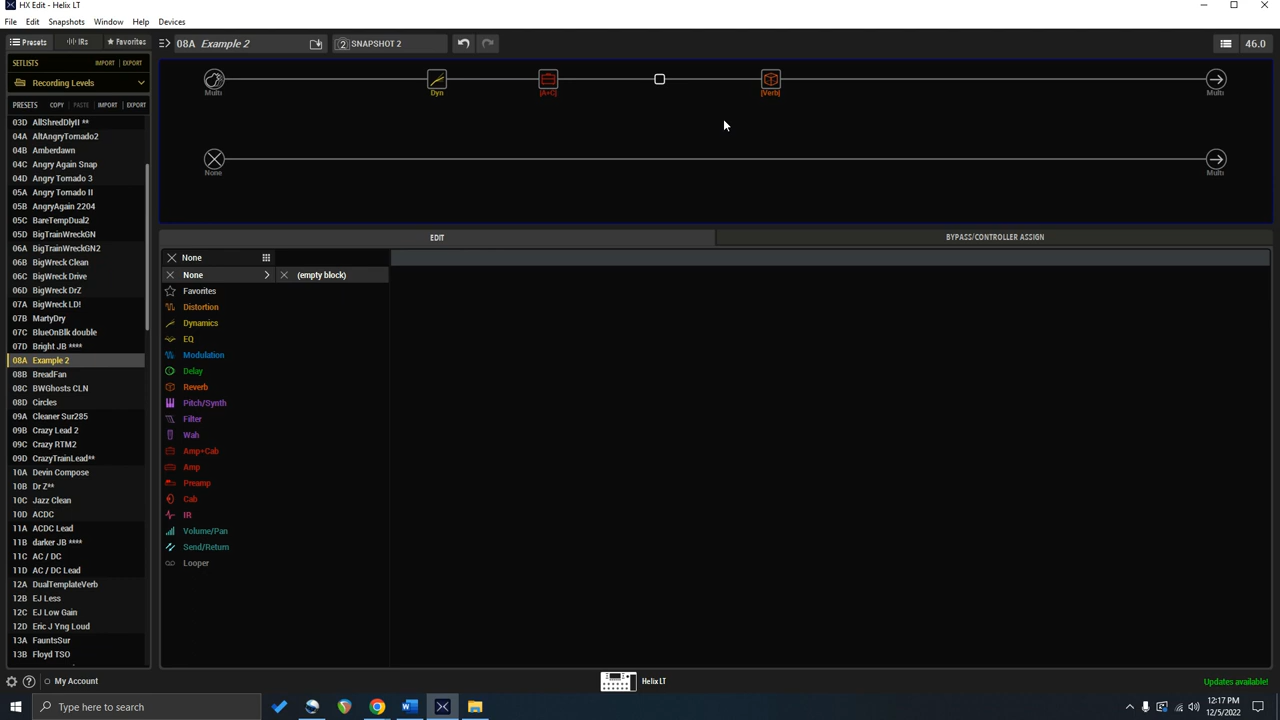 HX Edit - Helix LT
File Edit Snapshots Window Help Devices
Presets IRs Favorites
08A Example 2
2 SNAPSHOT 2
46.0
SETLISTS IMPORT EXPORT
Recording Levels
PRESETS COPY PASTE IMPORT EXPORT
03D AllShredDlyII **
04A AltAngryTomado2
04B Amberdawn
04C Angry Again Snap
04D Angry Tomado 3
05A Angry Tomado II
05B AngryAgain 2204
05C BareTempDual2
05D BigTrainWreckGN
06A BigTrainWreckGN2
06B BigWreck Clean
06C BigWreck Drive
06D BigWreck DrZ
07A BigWreck LD!
07B MartyDry
07C BlueOnBlk double
07D Bright JB ****
08A Example 2
08B BreadFan
08C BWGhosts CLN
08D Circles
09A Cleaner Sur285
09B Crazy Lead 2
09C Crazy RTM2
09D CrazyTrainLead**
10A Devin Compose
10B Dr Z**
10C Jazz Clean
10D ACDC
11A ACDC Lead
11B darker JB ****
11C AC / DC
11D AC / DC Lead
12A DualTemplateVerb
12B EJ Less
12C EJ Low Gain
12D Eric J Yng Loud
13A FauntsSur
13B Floyd TSO
Multi Dyn [A+C] [Verb] Multi
None Multi
EDIT BYPASS/CONTROLLER ASSIGN
None
None (empty block)
Favorites
Distortion
Dynamics
EQ
Modulation
Delay
Reverb
Pitch/Synth
Filter
Wah
Amp+Cab
Amp
Preamp
Cab
IR
Volume/Pan
Send/Return
Looper
My Account
Helix LT
Updates available!
Type here to search
12:17 PM
12/5/2022